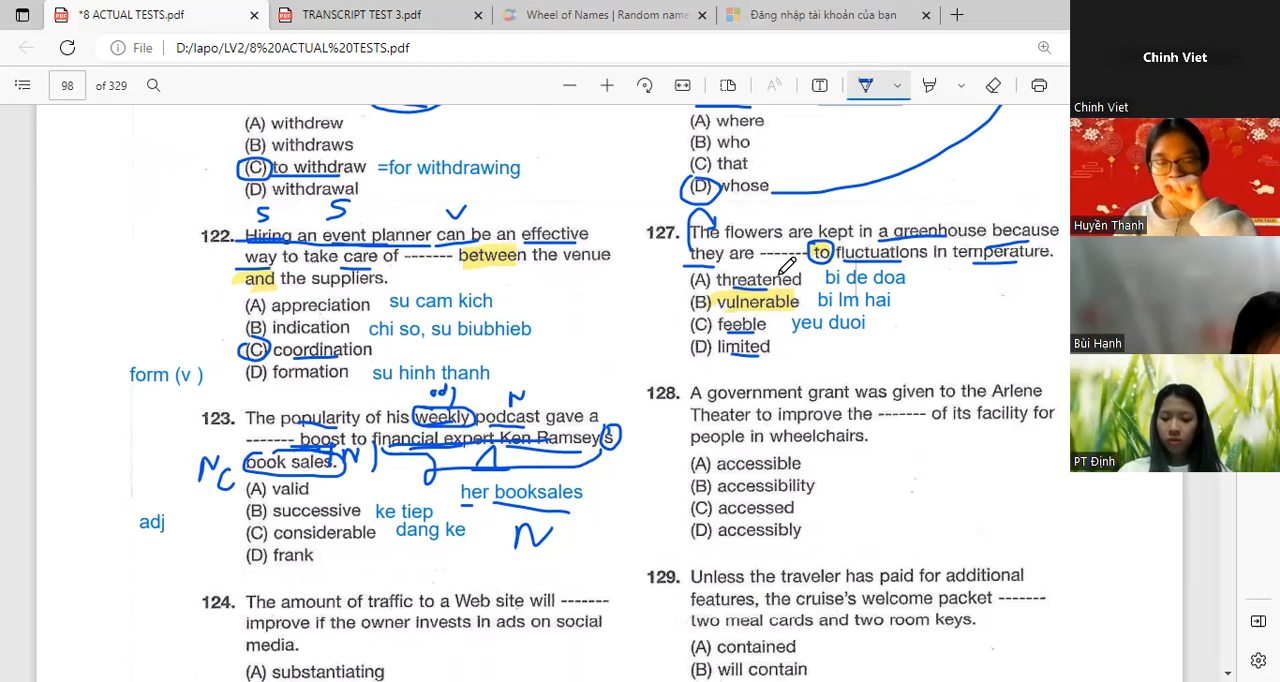 *8 ACTUAL TESTS.pdf
TRANSCRIPT TEST 3.pdf
Wheel of Names | Random name
Đăng nhập tài khoản của bạn
File
D:/lapo/LV2/8%20ACTUAL%20TESTS.pdf
98 of 329
(A) withdrew
(B) withdraws
(C) to withdraw =for withdrawing
(D) withdrawal
S S V
122. Hiring an event planner can be an effective
way to take care of ------- between the venue
and the suppliers.
(A) appreciation su cam kich
(B) indication chi so, su biubhieb
(C) coordination
(D) formation su hinh thanh
form (v )
adj N
123. The popularity of his weekly podcast gave a
------- boost to financial expert Ken Ramsey's
book sales.
N
N
C
(A) valid her booksales
(B) successive ke tiep
adj
(C) considerable dang ke
N
(D) frank
124. The amount of traffic to a Web site will -------
improve if the owner invests in ads on social
media.
(A) substantiating
(A) where
(B) who
(C) that
(D) whose
127. The flowers are kept in a greenhouse because
they are ------- to fluctuations in temperature.
(A) threatened bi de doa
(B) vulnerable bi lm hai
(C) feeble yeu duoi
(D) limited
128. A government grant was given to the Arlene
Theater to improve the ------- of its facility for
people in wheelchairs.
(A) accessible
(B) accessibility
(C) accessed
(D) accessibly
129. Unless the traveler has paid for additional
features, the cruise's welcome packet -------
two meal cards and two room keys.
(A) contained
(B) will contain
Chinh Viet
Chinh Viet
Huyền Thanh
Bùi Hạnh
PT Định